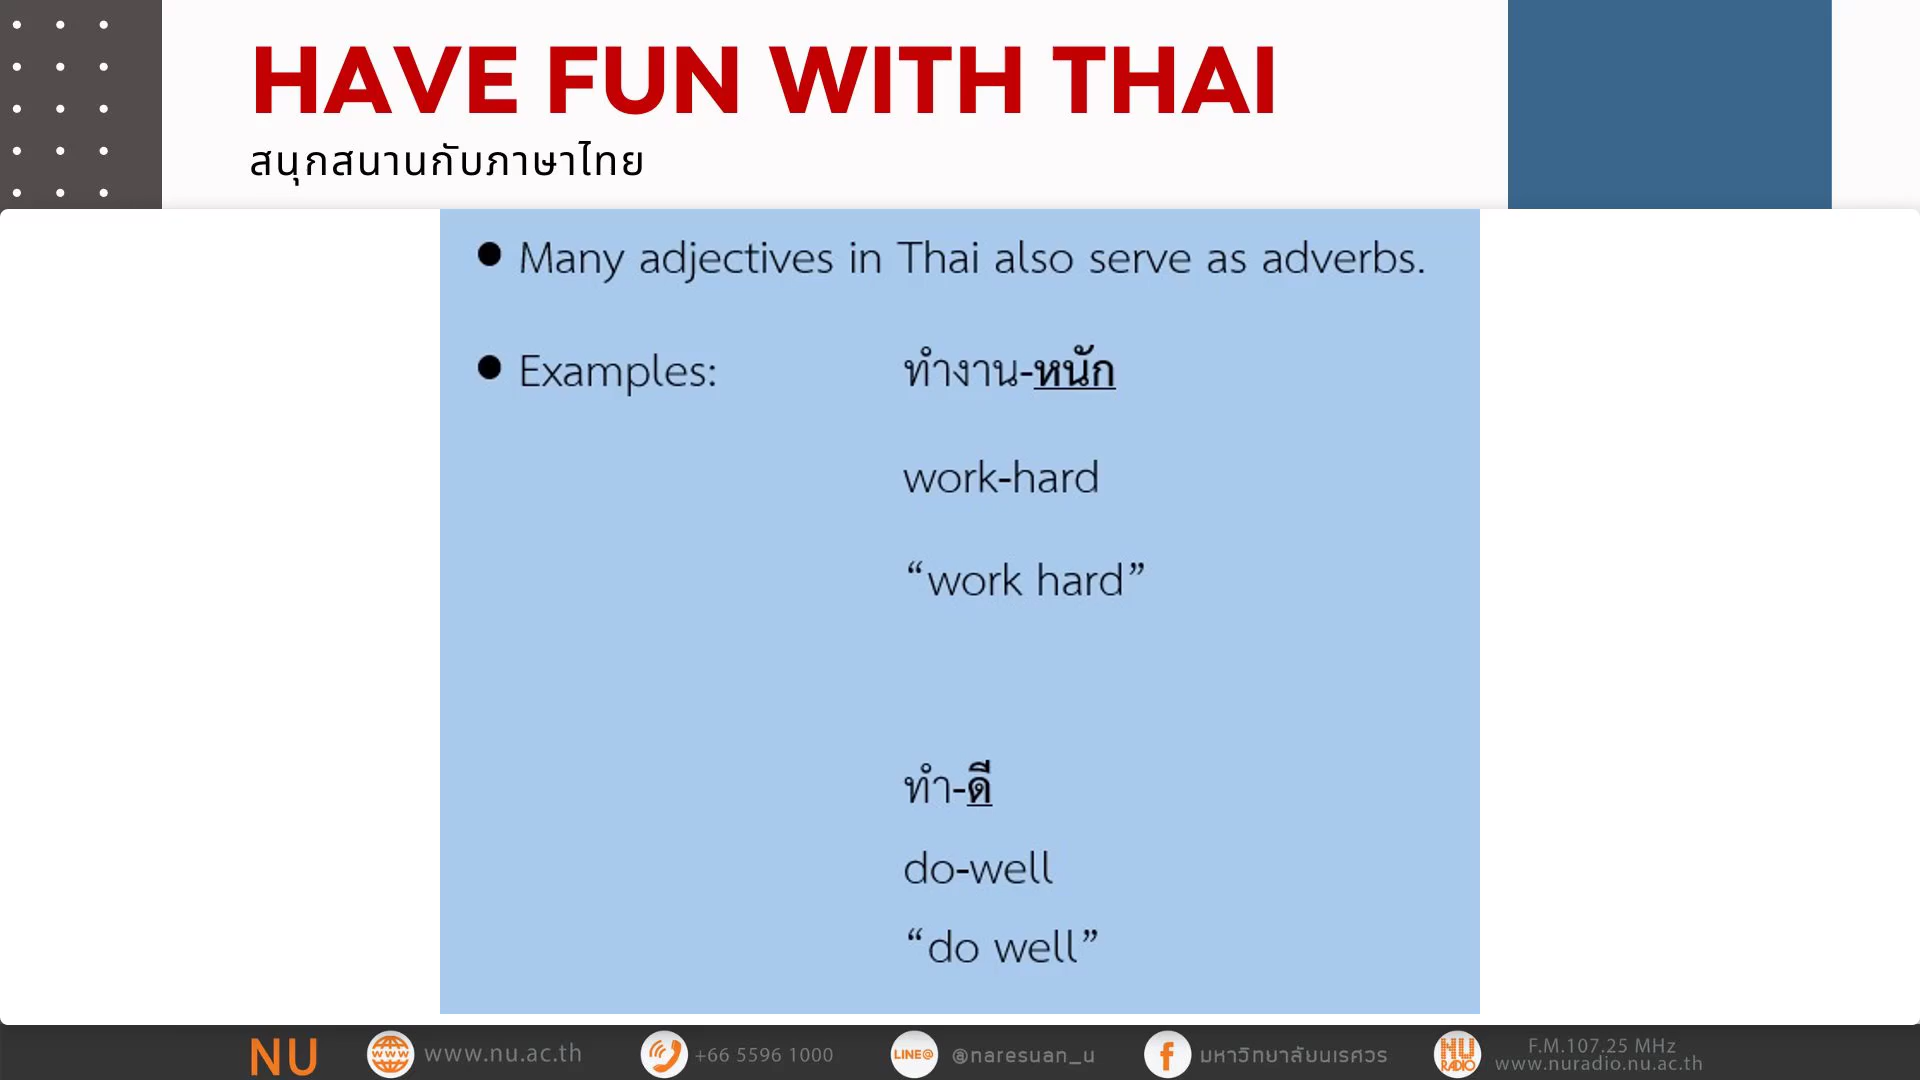 HAVE FUN WITH THAI
สนุกสนานกับภาษาไทย
● Many adjectives in Thai also serve as adverbs.
● Examples: ทำงาน-หนัก
work-hard
“work hard”
ทำ-ดี
do-well
“do well”
NU www www.nu.ac.th +66 5596 1000 LINE@ @naresuan_u f มหาวิทยาลัยนเรศวร NU RADIO F.M.107.25 MHz
www.nuradio.nu.ac.th